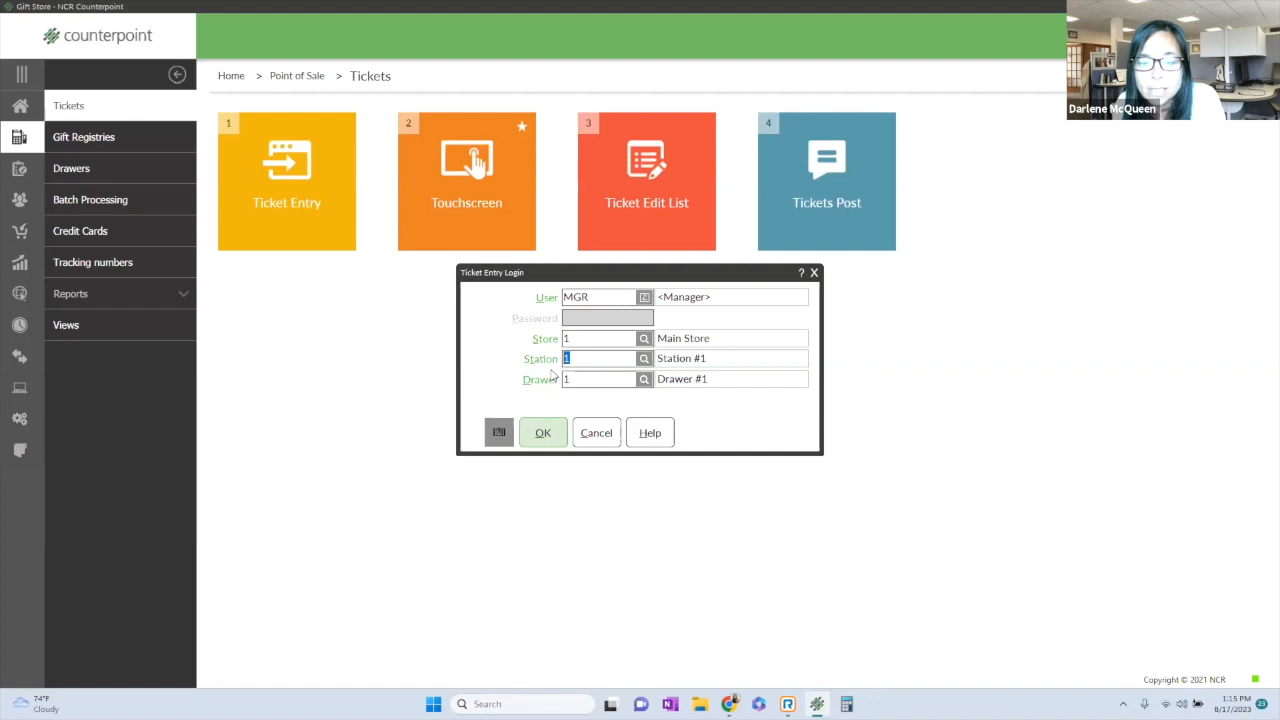 Gift Store - NCR Counterpoint
counterpoint
Darlene McQueen
Home > Point of Sale > Tickets
Tickets
Gift Registries
Drawers
Batch Processing
Credit Cards
Tracking numbers
Reports
Views
1
Ticket Entry
2
Touchscreen
3
Ticket Edit List
4
Tickets Post
Ticket Entry Login
? X
User MGR <Manager>
Password
Store 1 Main Store
Station 1 Station #1
Drawer 1 Drawer #1
OK Cancel Help
Copyright © 2021 NCR
74°F
Cloudy
Search
1:15 PM
8/17/2023
23